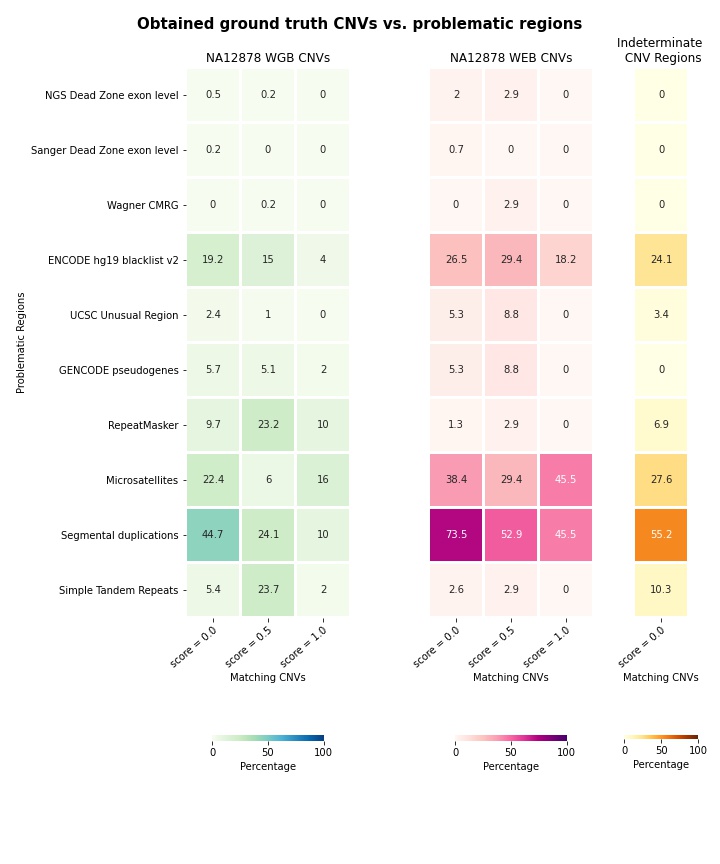 Obtained ground truth CNVs vs. problematic regions
NA12878 WGB CNVs
NA12878 WEB CNVs
Indeterminate
CNV Regions
Problematic Regions
NGS Dead Zone exon level 0.5 0.2 0 2 2.9 0 0
Sanger Dead Zone exon level 0.2 0 0 0.7 0 0 0
Wagner CMRG 0 0.2 0 0 2.9 0 0
ENCODE hg19 blacklist v2 19.2 15 4 26.5 29.4 18.2 24.1
UCSC Unusual Region 2.4 1 0 5.3 8.8 0 3.4
GENCODE pseudogenes 5.7 5.1 2 5.3 8.8 0 0
RepeatMasker 9.7 23.2 10 1.3 2.9 0 6.9
Microsatellites 22.4 6 16 38.4 29.4 45.5 27.6
Segmental duplications 44.7 24.1 10 73.5 52.9 45.5 55.2
Simple Tandem Repeats 5.4 23.7 2 2.6 2.9 0 10.3
score = 0.0 score = 0.5 score = 1.0 score = 0.0 score = 0.5 score = 1.0 score = 0.0
Matching CNVs Matching CNVs Matching CNVs
0 50 100 0 50 100 0 50 100
Percentage Percentage Percentage